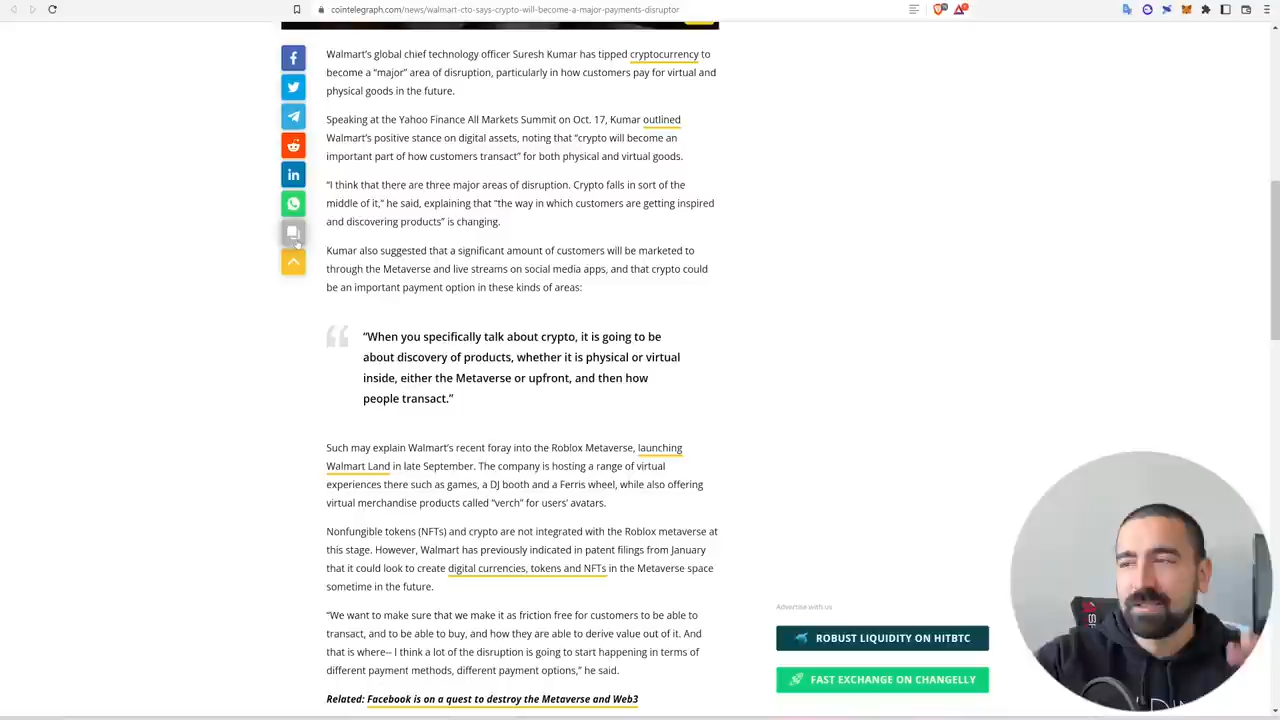 cointelegraph.com/news/walmart-cto-says-crypto-will-become-a-major-payments-disruptor
Walmart's global chief technology officer Suresh Kumar has tipped cryptocurrency to
become a "major" area of disruption, particularly in how customers pay for virtual and
physical goods in the future.
Speaking at the Yahoo Finance All Markets Summit on Oct. 17, Kumar outlined
Walmart's positive stance on digital assets, noting that "crypto will become an
important part of how customers transact" for both physical and virtual goods.
"I think that there are three major areas of disruption. Crypto falls in sort of the
middle of it," he said, explaining that "the way in which customers are getting inspired
and discovering products" is changing.
Kumar also suggested that a significant amount of customers will be marketed to
through the Metaverse and live streams on social media apps, and that crypto could
be an important payment option in these kinds of areas:
"When you specifically talk about crypto, it is going to be
about discovery of products, whether it is physical or virtual
inside, either the Metaverse or upfront, and then how
people transact."
Such may explain Walmart's recent foray into the Roblox Metaverse, launching
Walmart Land in late September. The company is hosting a range of virtual
experiences there such as games, a DJ booth and a Ferris wheel, while also offering
virtual merchandise products called "verch" for users' avatars.
Nonfungible tokens (NFTs) and crypto are not integrated with the Roblox metaverse at
this stage. However, Walmart has previously indicated in patent filings from January
that it could look to create digital currencies, tokens and NFTs in the Metaverse space
sometime in the future.
"We want to make sure that we make it as friction free for customers to be able to
transact, and to be able to buy, and how they are able to derive value out of it. And
that is where-- I think a lot of the disruption is going to start happening in terms of
different payment methods, different payment options," he said.
Related: Facebook is on a quest to destroy the Metaverse and Web3
Advertise with us
ROBUST LIQUIDITY ON HITBTC
FAST EXCHANGE ON CHANGELLY